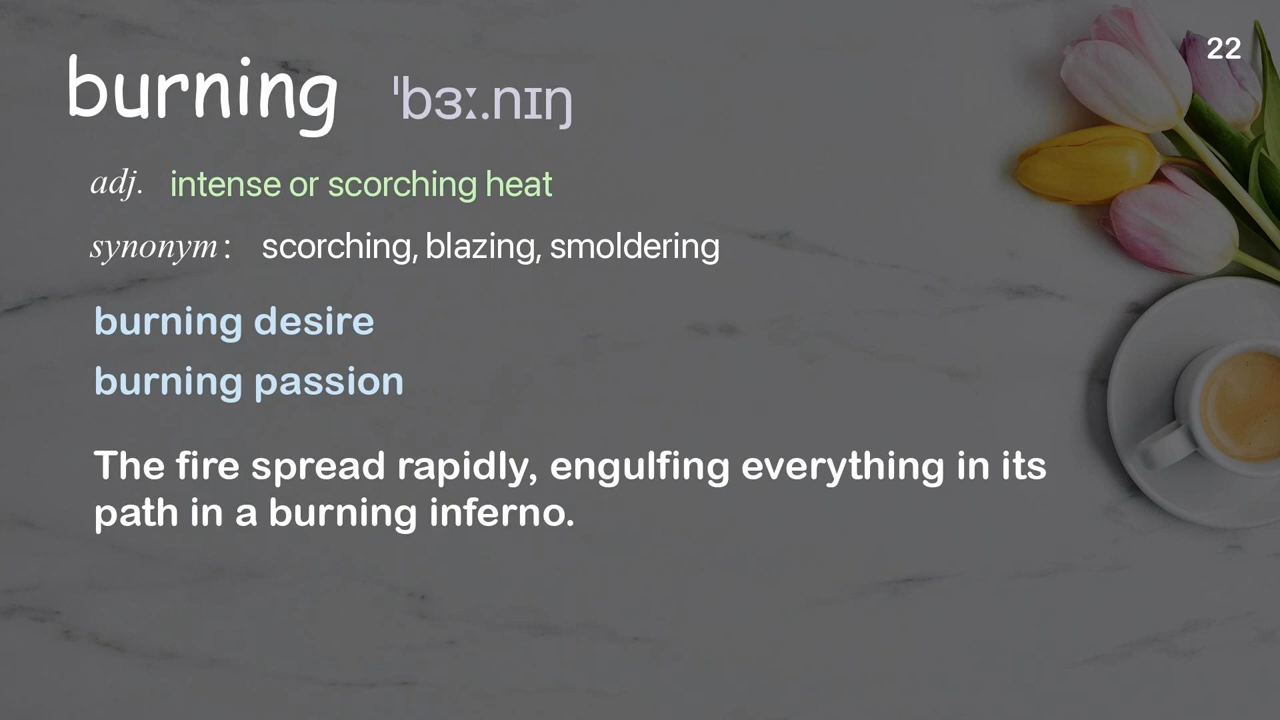 22
burning ˈbɜː.nɪŋ
adj. intense or scorching heat
synonym: scorching, blazing, smoldering
burning desire
burning passion
The fire spread rapidly, engulfing everything in its
path in a burning inferno.